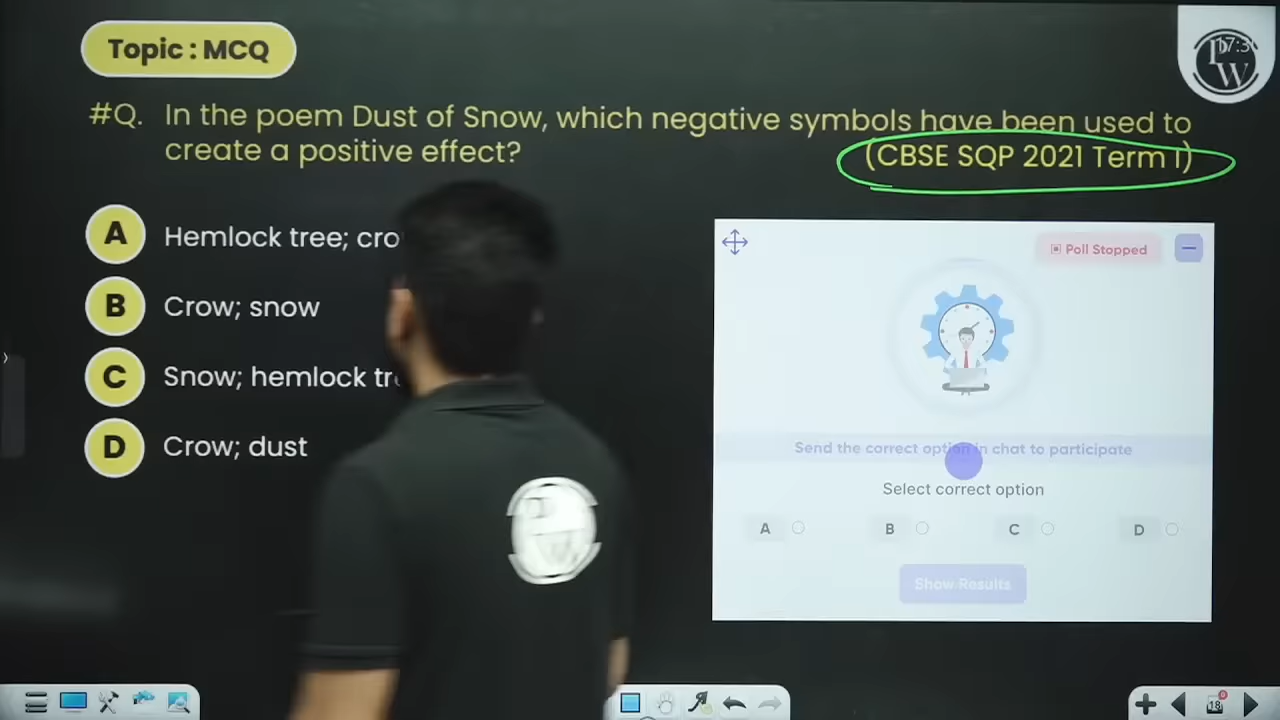 Topic : MCQ
#Q. In the poem Dust of Snow, which negative symbols have been used to
create a positive effect?
(CBSE SQP 2021 Term I)
A Hemlock tree;
B Crow; snow
C Snow; hemlock
D Crow; dust
Poll Stopped
Send the correct option in chat to participate
Select correct option
A
B
C
D
Show Results
PW
18